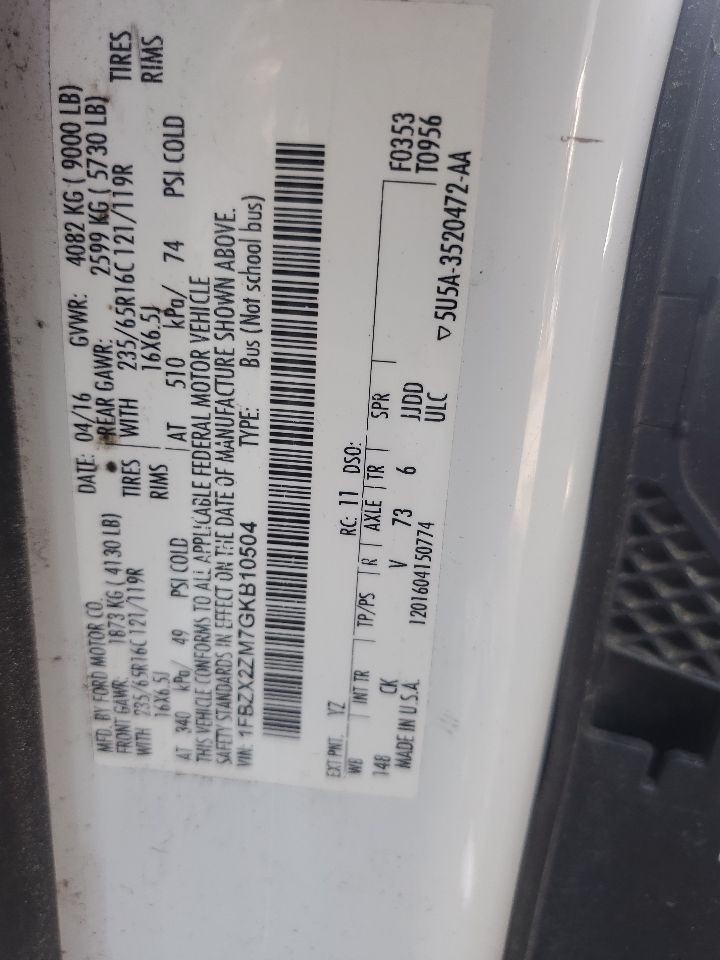 MFD. BY FORD MOTOR CO. DATE: 04/16 GVWR: 4082 KG ( 9000 LB)
FRONT GAWR: 1873 KG ( 4130 LB) REAR GAWR: 2599 KG ( 5730 LB)
WITH 235/65R16C 121/119R TIRES WITH 235/65R16C 121/119R TIRES
16X6.5J RIMS 16X6.5J RIMS
AT 340 kPa/ 49 PSI COLD AT 510 kPa/ 74 PSI COLD
THIS VEHICLE CONFORMS TO ALL APPLICABLE FEDERAL MOTOR VEHICLE
SAFETY STANDARDS IN EFFECT ON THE DATE OF MANUFACTURE SHOWN ABOVE.
VIN: 1FBZX2ZM7GKB10504 TYPE: Bus (Not school bus)
EXT PNT: YZ RC: 11 DSO: F0353
WB INT TR TP/PS R AXLE TR SPR T0956
148 CK V 73 6 JJDD
MADE IN U.S.A. 1201604150774 ULC
▽5U5A-3520472-AA